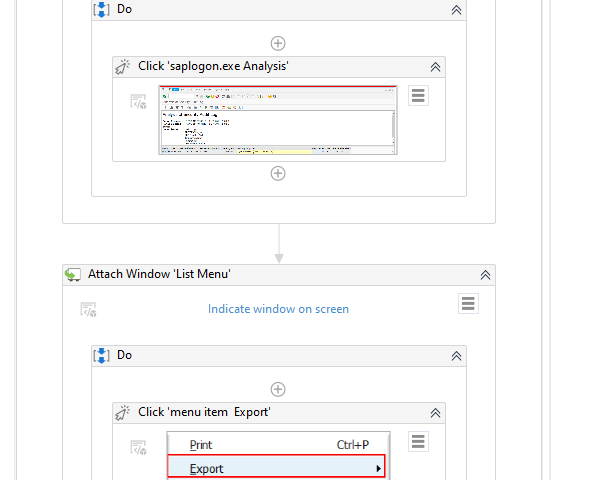 Do
Click 'saplogon.exe Analysis'
Attach Window 'List Menu'
Indicate window on screen
Do
Click 'menu item  Export'
Print Ctrl+P
Export